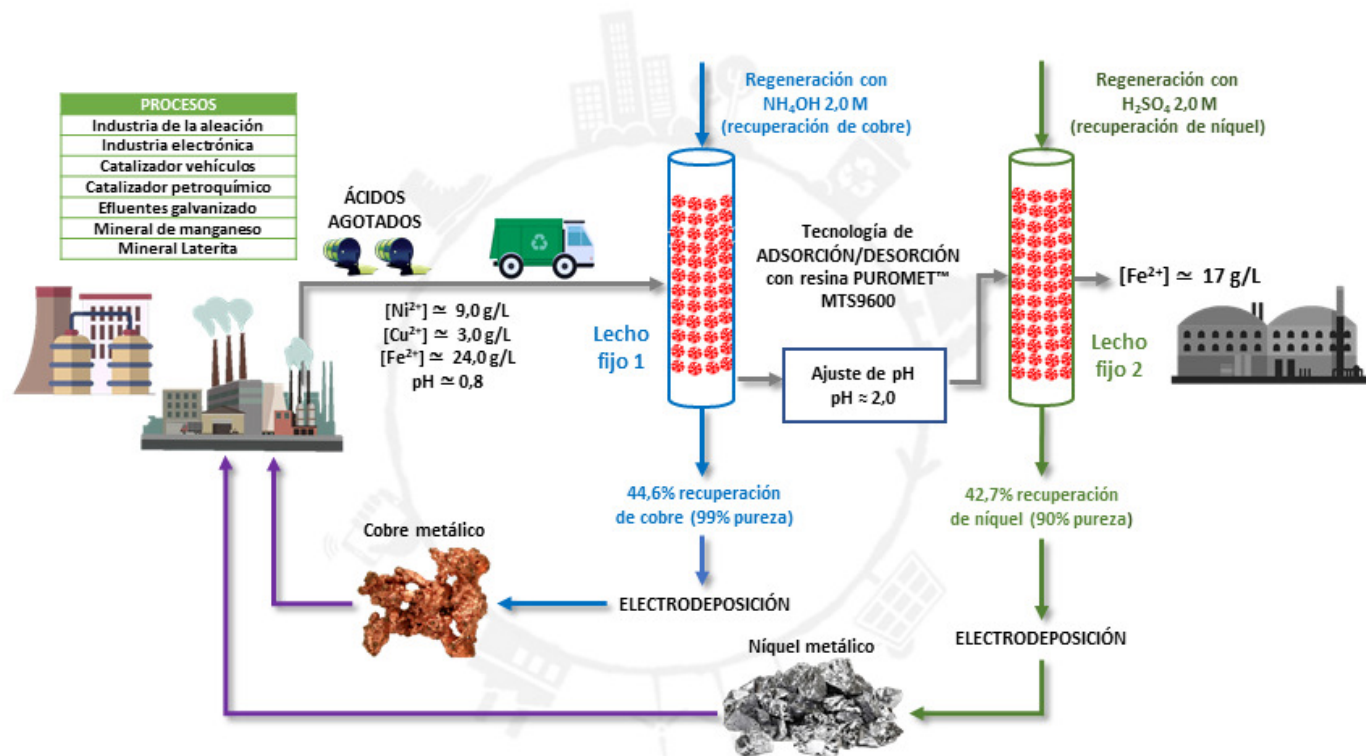 PROCESOS
Industria de la aleación
Industria electrónica
Catalizador vehículos
Catalizador petroquímico
Efluentes galvanizado
Mineral de manganeso
Mineral Laterita
ÁCIDOS
AGOTADOS
[Ni²⁺] ≃ 9,0 g/L
[Cu²⁺] ≃ 3,0 g/L
[Fe²⁺] ≃ 24,0 g/L
pH ≃ 0,8
Regeneración con
NH₄OH 2,0 M
(recuperación de cobre)
Lecho
fijo 1
Tecnología de
ADSORCIÓN/DESORCIÓN
con resina PUROMET™
MTS9600
Ajuste de pH
pH ≈ 2,0
Regeneración con
H₂SO₄ 2,0 M
(recuperación de níquel)
Lecho
fijo 2
[Fe²⁺] ≃ 17 g/L
44,6% recuperación
de cobre (99% pureza)
42,7% recuperación
de níquel (90% pureza)
Cobre metálico
ELECTRODEPOSICIÓN
ELECTRODEPOSICIÓN
Níquel metálico